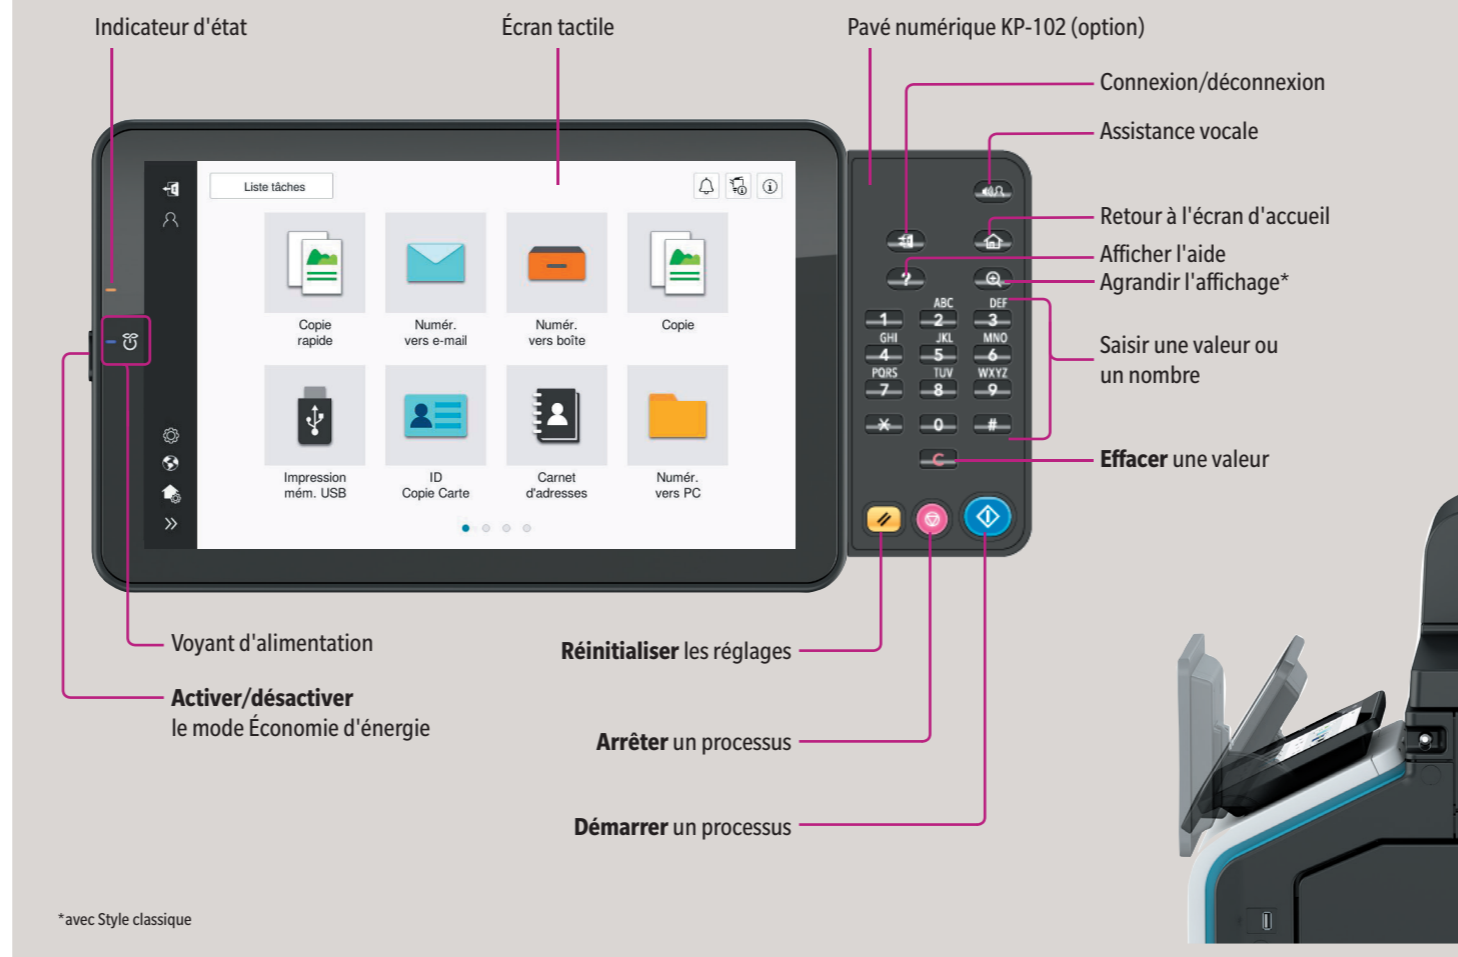 Indicateur d'état
Écran tactile
Pavé numérique KP-102 (option)
Connexion/déconnexion
Assistance vocale
Retour à l'écran d'accueil
Afficher l'aide
Agrandir l'affichage*
Saisir une valeur ou
un nombre
Effacer une valeur
Liste tâches
Copie
rapide
Numér.
vers e-mail
Numér.
vers boîte
Copie
Impression
mém. USB
ID
Copie Carte
Carnet
d'adresses
Numér.
vers PC
?
ABC DEF
1 2 3
GHI JKL MNO
4 5 6
PQRS TUV WXYZ
7 8 9
* 0 #
C
Voyant d'alimentation
Activer/désactiver
le mode Économie d'énergie
Réinitialiser les réglages
Arrêter un processus
Démarrer un processus
*avec Style classique